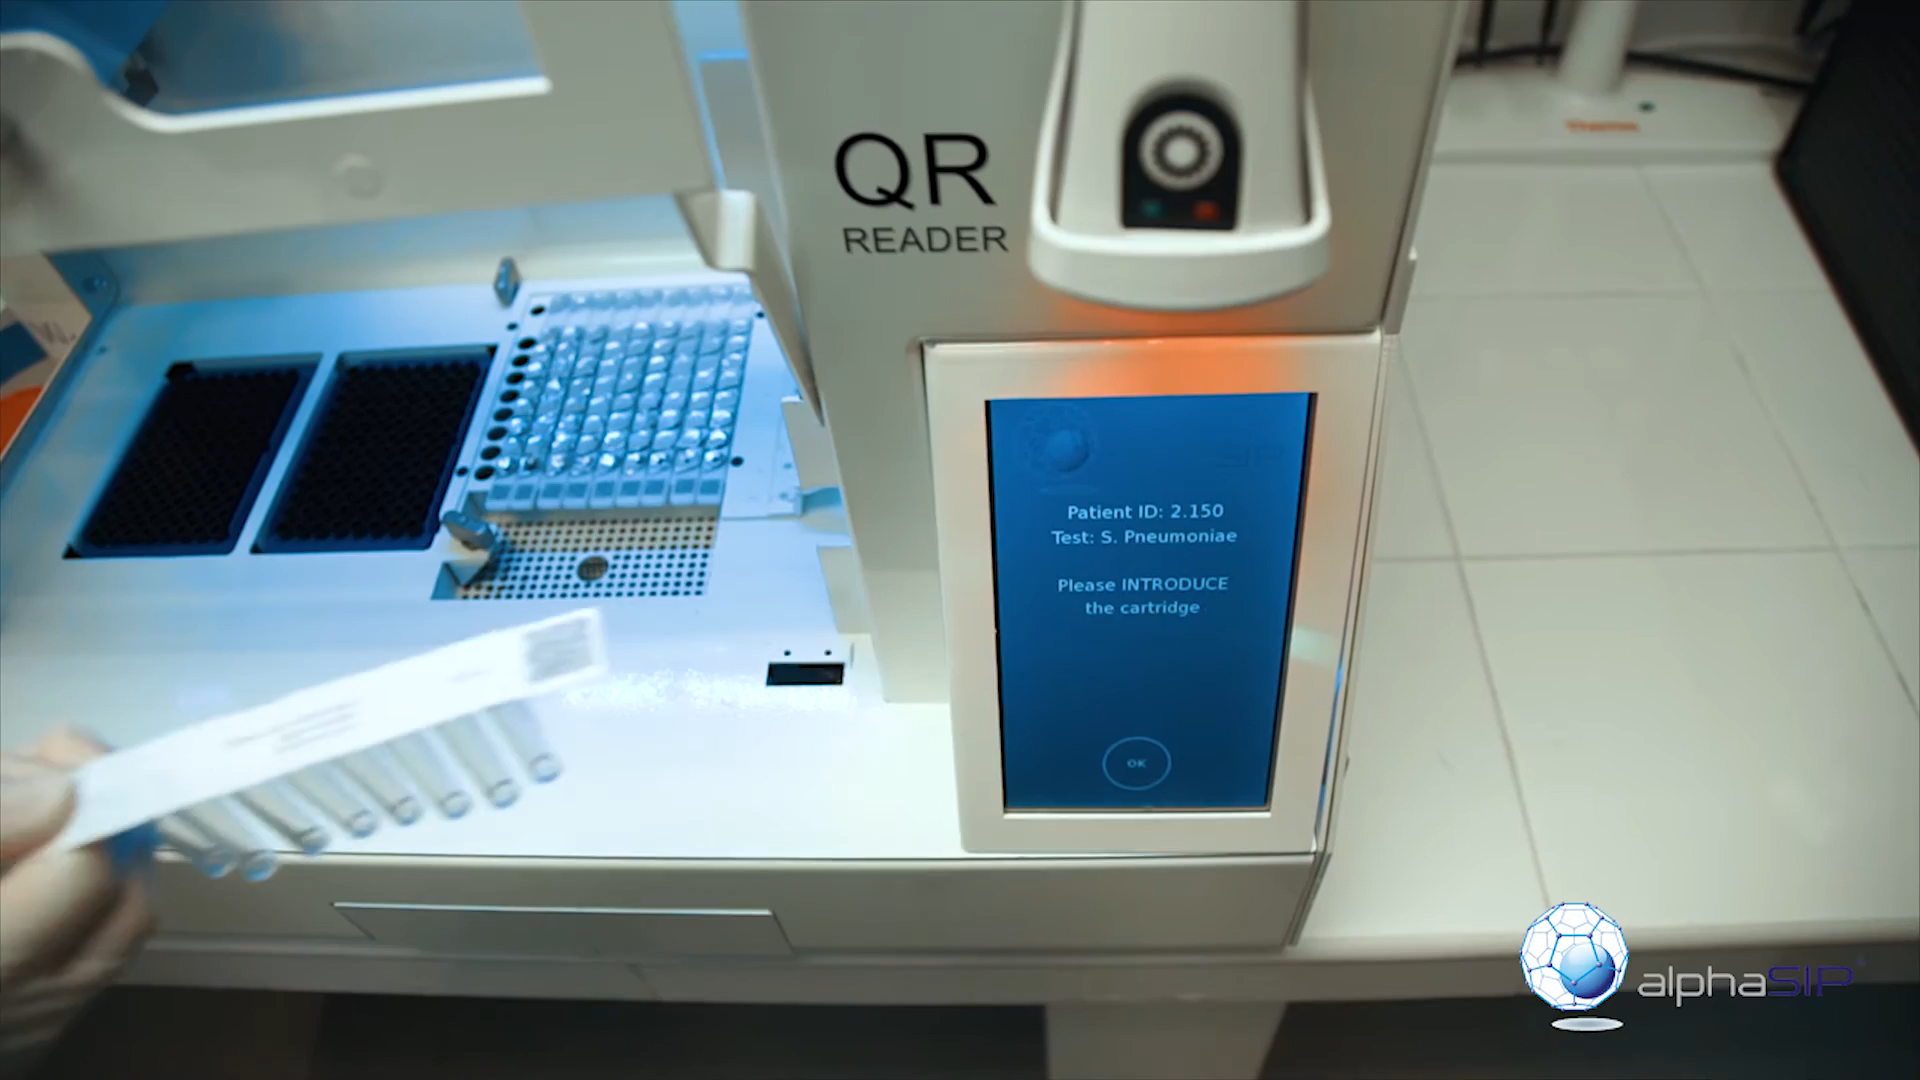 QR
READER
Patient ID: 2.150
Test: S. Pneumoniae
Please INTRODUCE
the cartridge
OK
alphaSIP